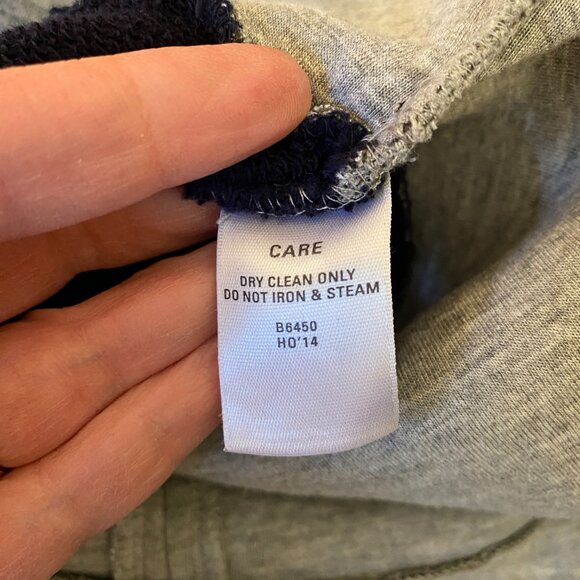 CARE
DRY CLEAN ONLY
DO NOT IRON & STEAM
B6450
HO'14